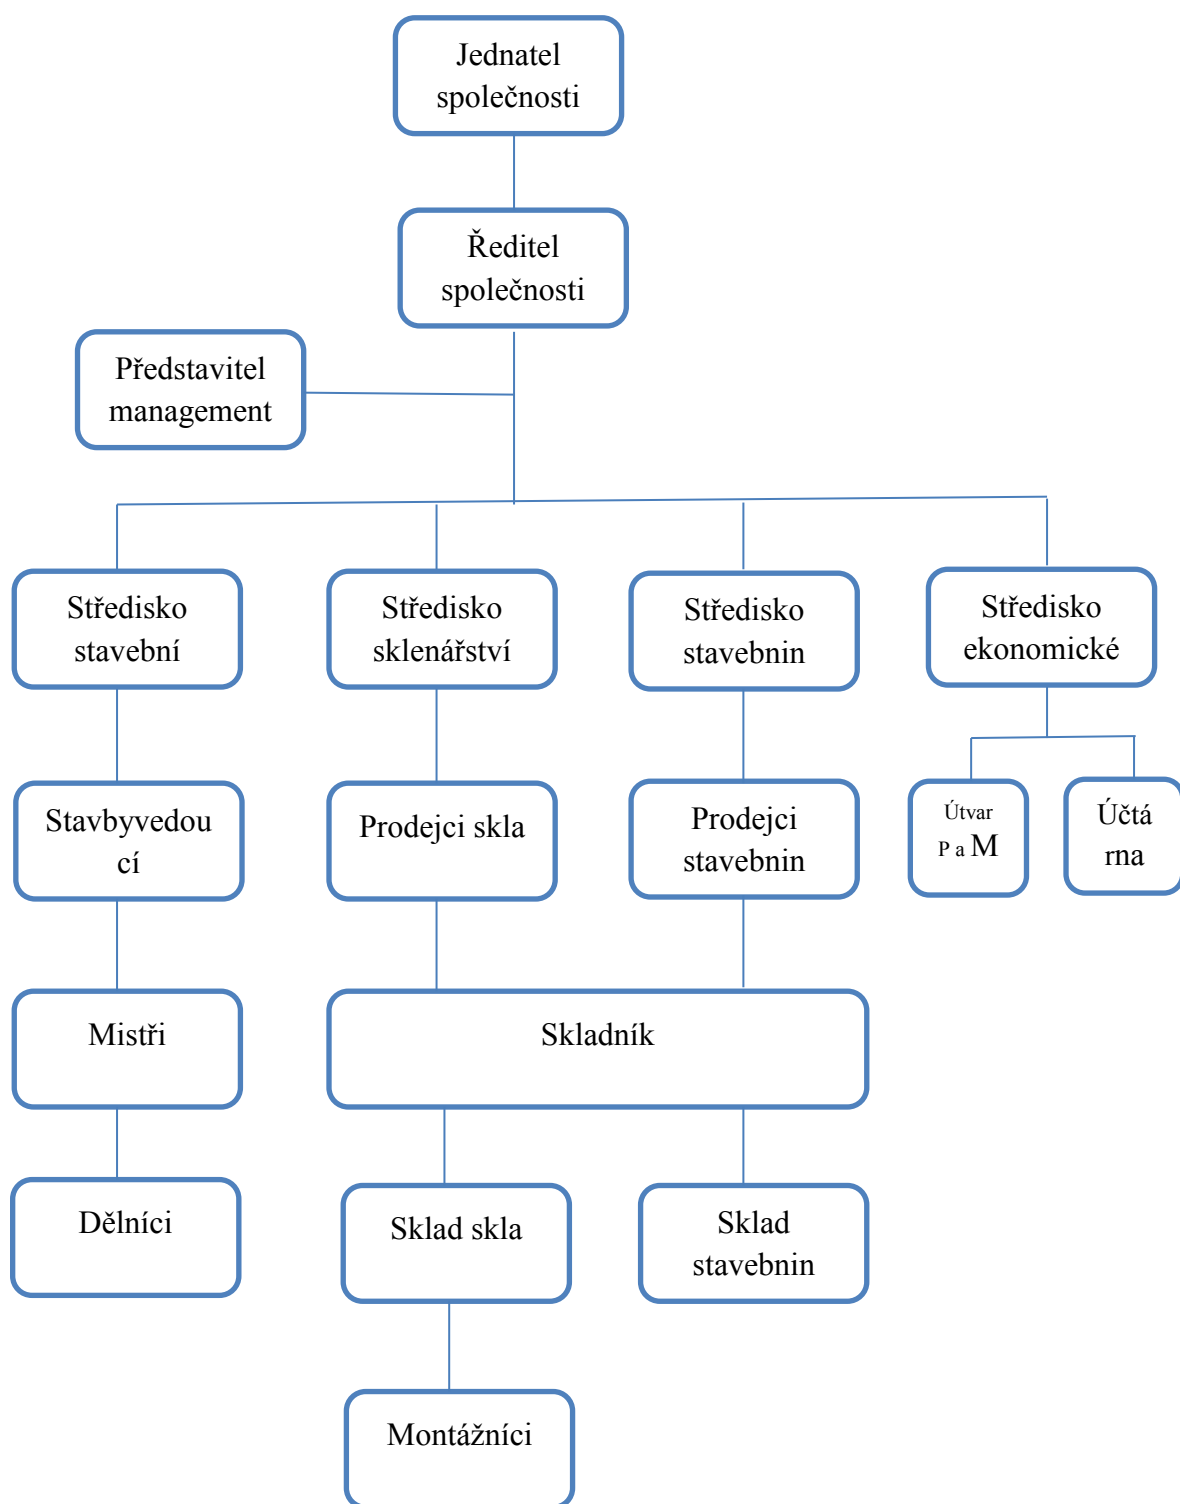 Jednatel
společnosti
Ředitel
společnosti
Představitel
management
Středisko
stavební
Středisko
sklenářství
Středisko
stavebnin
Středisko
ekonomické
Stavbyvedou
cí
Prodejci skla
Prodejci
stavebnin
Útvar
P a M
Účtá
rna
Mistři
Skladník
Dělníci
Sklad skla
Sklad
stavebnin
Montážníci